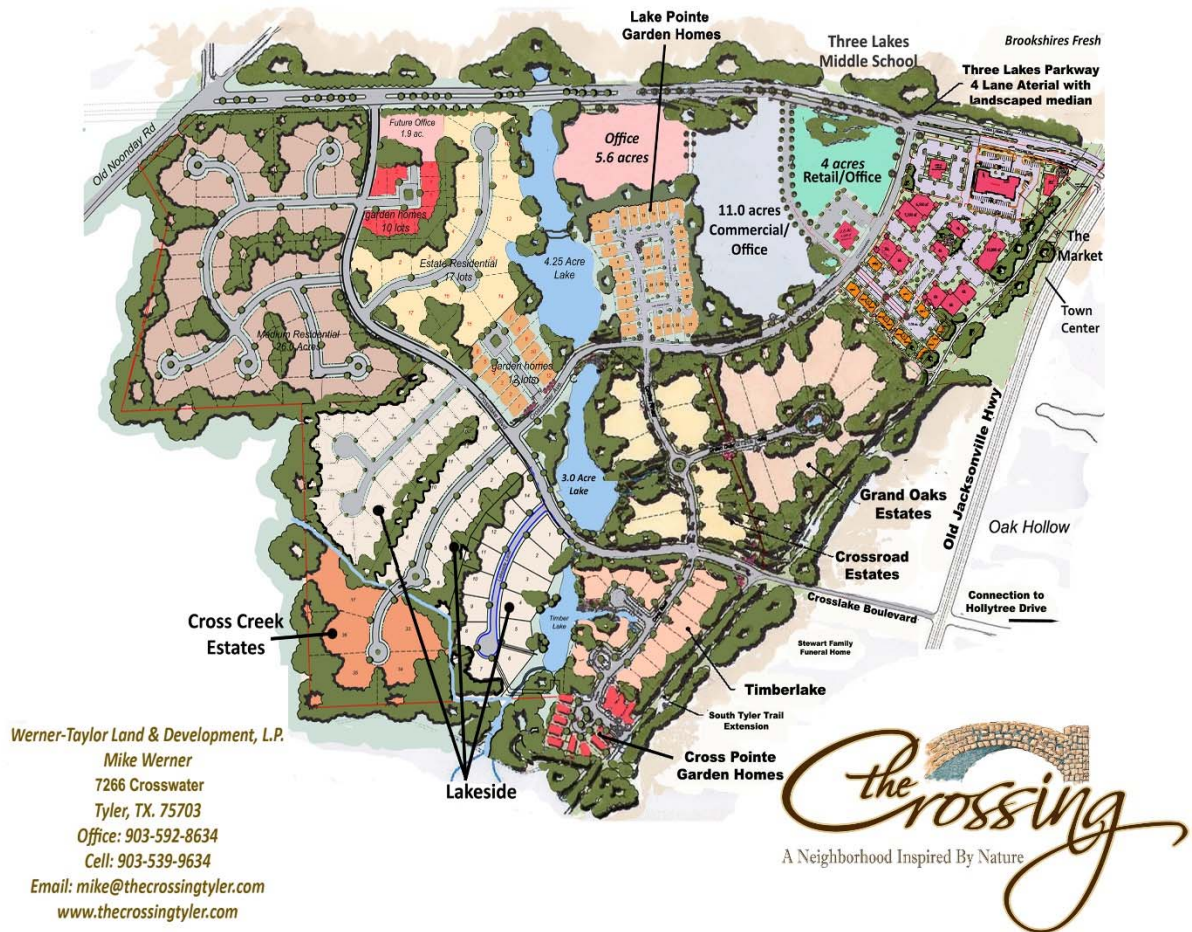 Lake Pointe
Garden Homes
Three Lakes
Middle School
Brookshires Fresh
Three Lakes Parkway
4 Lane Aterial with
landscaped median
Old Noonday Rd
Future Office
1.9 ac.
Office
5.6 acres
4 acres
Retail/Office
garden homes
10 lots
11.0 acres
Commercial/
Office
The
Market
Estate Residential
17 lots
4.25 Acre
Lake
Town
Center
Medium Residential
26.0 Acres
garden homes
12 lots
3.0 Acre
Lake
Grand Oaks
Estates
Old Jacksonville Hwy
Oak Hollow
Crossroad
Estates
Crosslake Boulevard
Connection to
Hollytree Drive
Cross Creek
Estates
Timber
Lake
Stewart Family
Funeral Home
Timberlake
South Tyler Trail
Extension
Cross Pointe
Garden Homes
Lakeside
Werner-Taylor Land & Development, L.P.
Mike Werner
7266 Crosswater
Tyler, TX. 75703
Office: 903-592-8634
Cell: 903-539-9634
Email: mike@thecrossingtyler.com
www.thecrossingtyler.com
the
Crossing
A Neighborhood Inspired By Nature